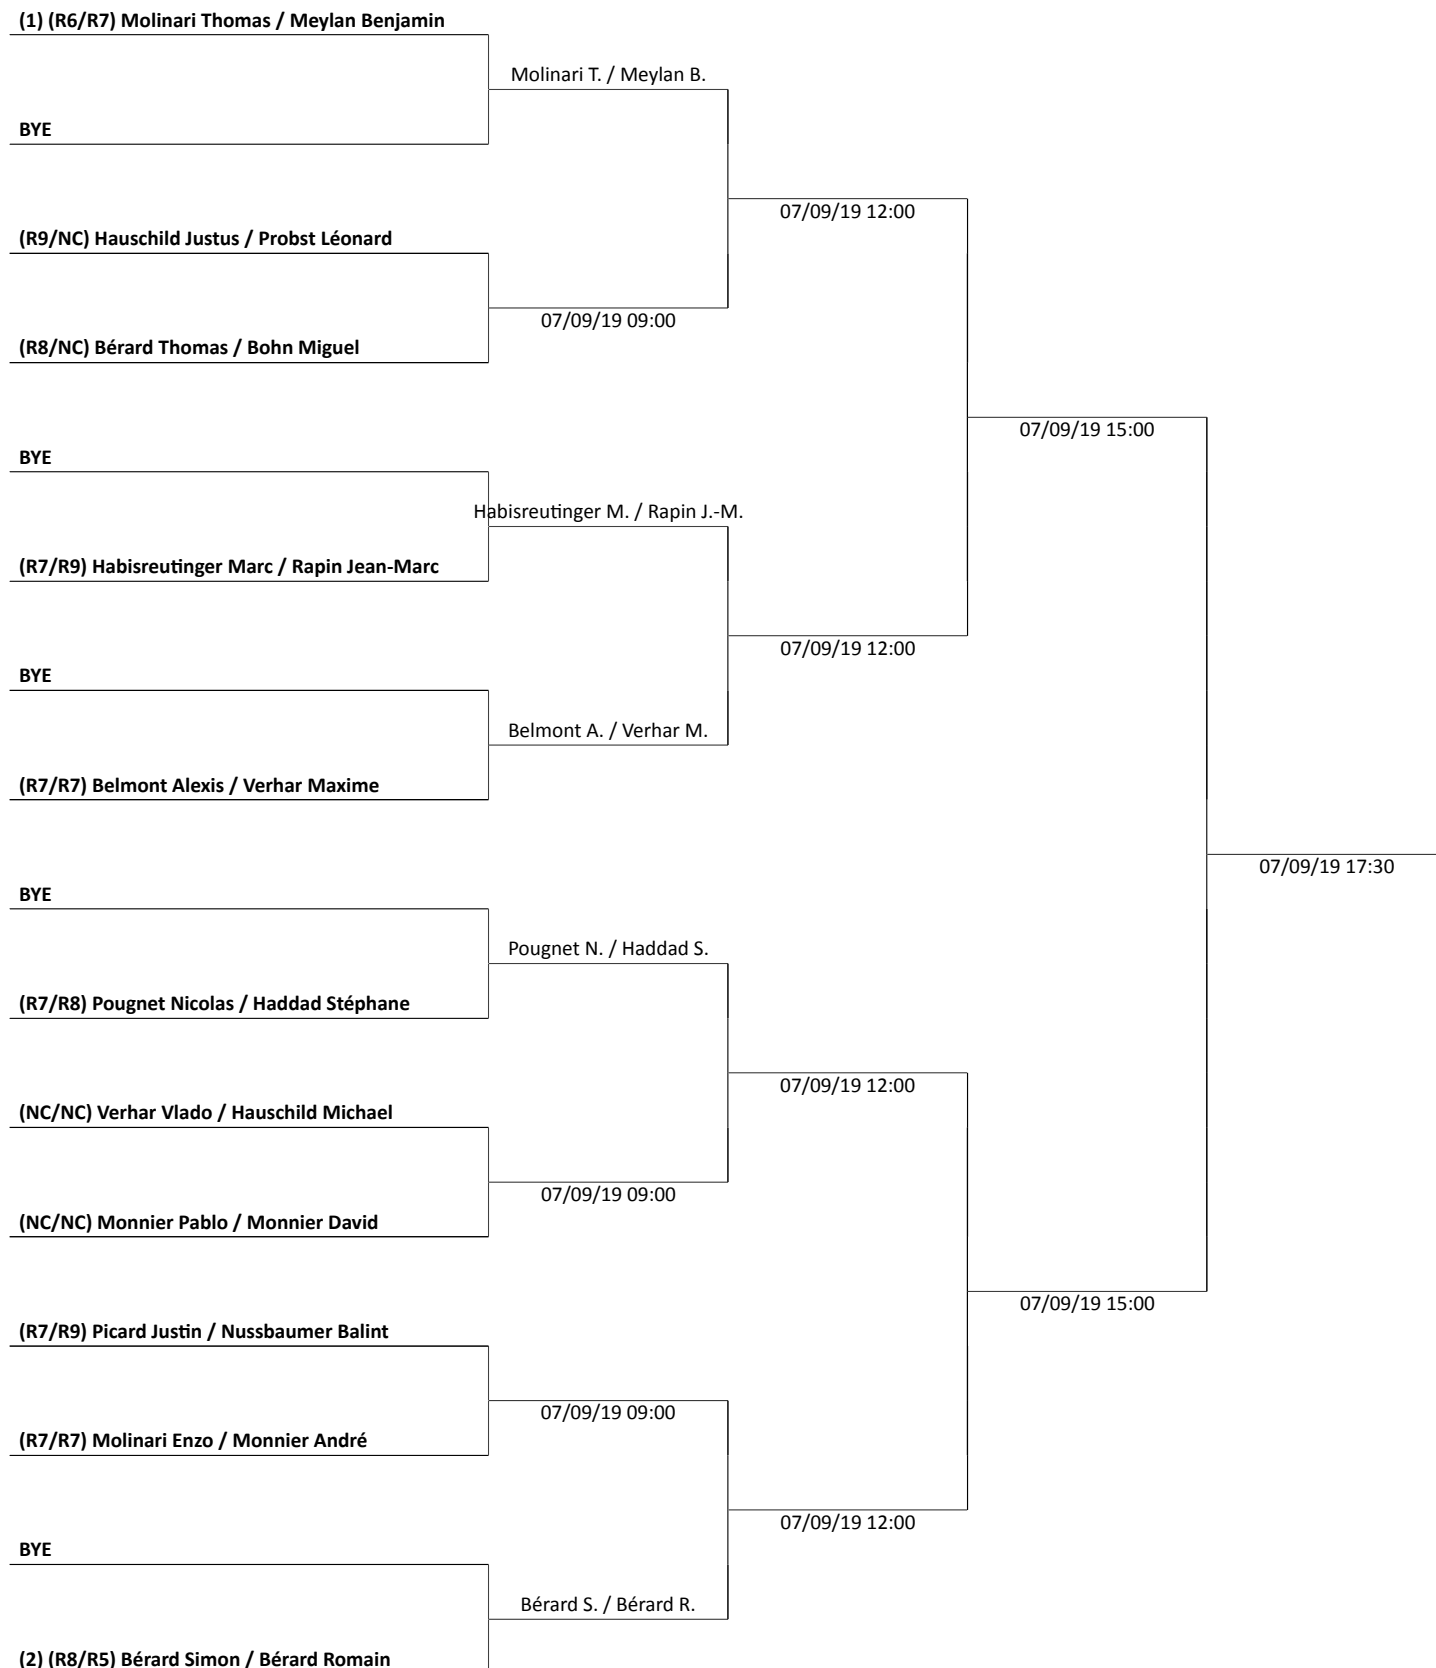 (1) (R6/R7) Molinari Thomas / Meylan Benjamin
Molinari T. / Meylan B.
BYE
07/09/19 12:00
(R9/NC) Hauschild Justus / Probst Léonard
07/09/19 09:00
(R8/NC) Bérard Thomas / Bohn Miguel
07/09/19 15:00
BYE
Habisreutinger M. / Rapin J.-M.
(R7/R9) Habisreutinger Marc / Rapin Jean-Marc
07/09/19 12:00
BYE
Belmont A. / Verhar M.
(R7/R7) Belmont Alexis / Verhar Maxime
07/09/19 17:30
BYE
Pougnet N. / Haddad S.
(R7/R8) Pougnet Nicolas / Haddad Stéphane
07/09/19 12:00
(NC/NC) Verhar Vlado / Hauschild Michael
07/09/19 09:00
(NC/NC) Monnier Pablo / Monnier David
07/09/19 15:00
(R7/R9) Picard Justin / Nussbaumer Balint
07/09/19 09:00
(R7/R7) Molinari Enzo / Monnier André
07/09/19 12:00
BYE
Bérard S. / Bérard R.
(2) (R8/R5) Bérard Simon / Bérard Romain